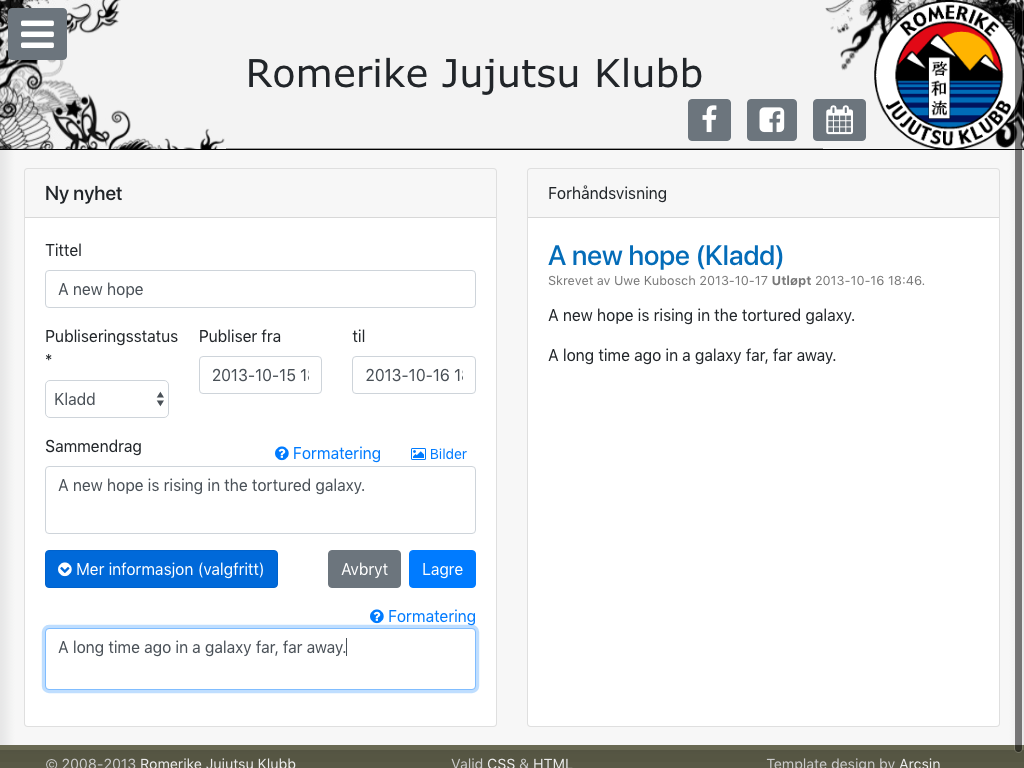 Romerike Jujutsu Klubb
ROMERIKE
啓和流
JUJUTSU KLUBB
Ny nyhet
Tittel
A new hope
Publiseringsstatus
*
Kladd
Publiser fra
2013-10-15 1
til
2013-10-16 1
Sammendrag
Formatering
Bilder
A new hope is rising in the tortured galaxy.
Mer informasjon (valgfritt)
Avbryt
Lagre
Formatering
A long time ago in a galaxy far, far away.
Forhåndsvisning
A new hope (Kladd)
Skrevet av Uwe Kubosch 2013-10-17 Utløpt 2013-10-16 18:46.
A new hope is rising in the tortured galaxy.
A long time ago in a galaxy far, far away.
© 2008-2013 Romerike Jujutsu Klubb
Valid CSS & HTML
Template design by Arcsin